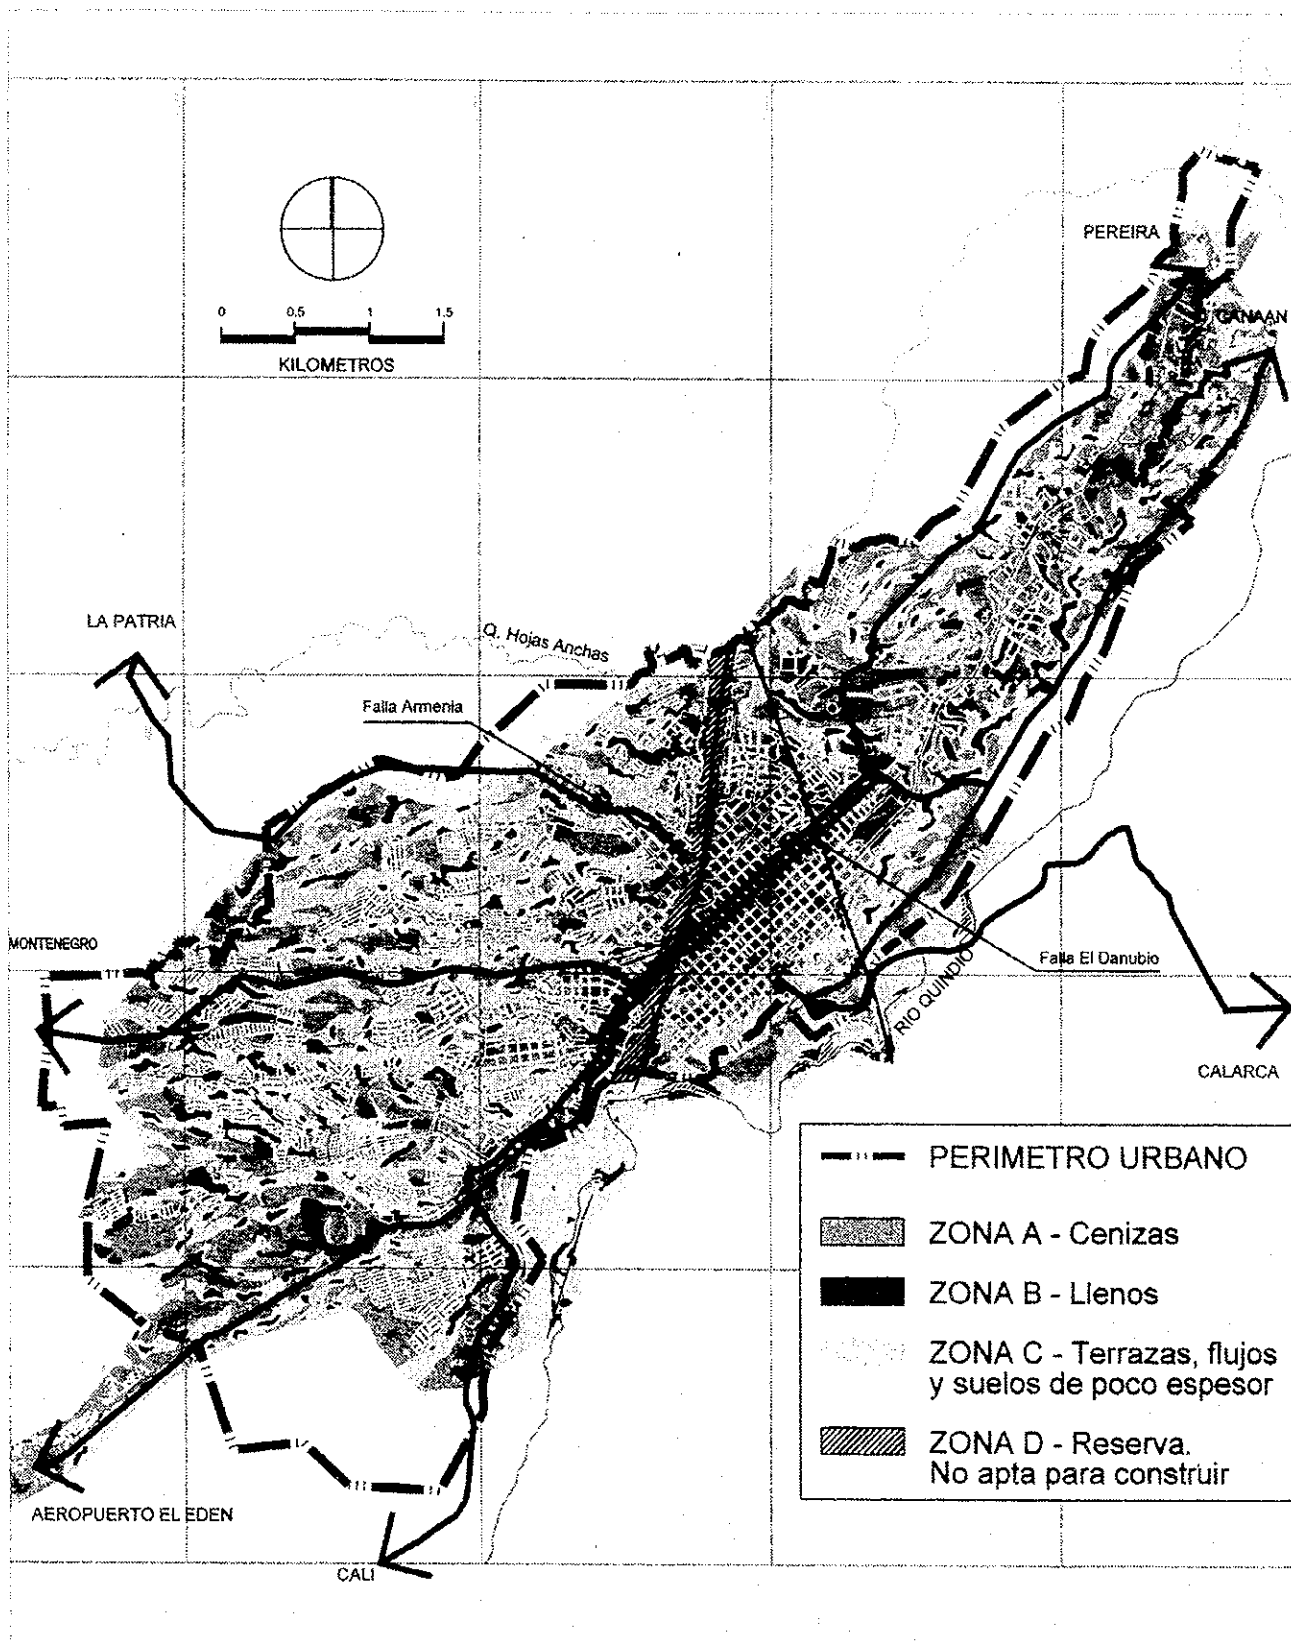 PEREIRA
CANAAN
0 0.5 1 1.5
KILOMETROS
LA PATRIA
Q. Hojas Anchas
Falla Armenia
MONTENEGRO
Falla El Danubio
RIO QUINDIO
CALARCA
PERIMETRO URBANO
ZONA A - Cenizas
ZONA B - Llenos
ZONA C - Terrazas, flujos
y suelos de poco espesor
ZONA D - Reserva.
No apta para construir
AEROPUERTO EL EDEN
CALI